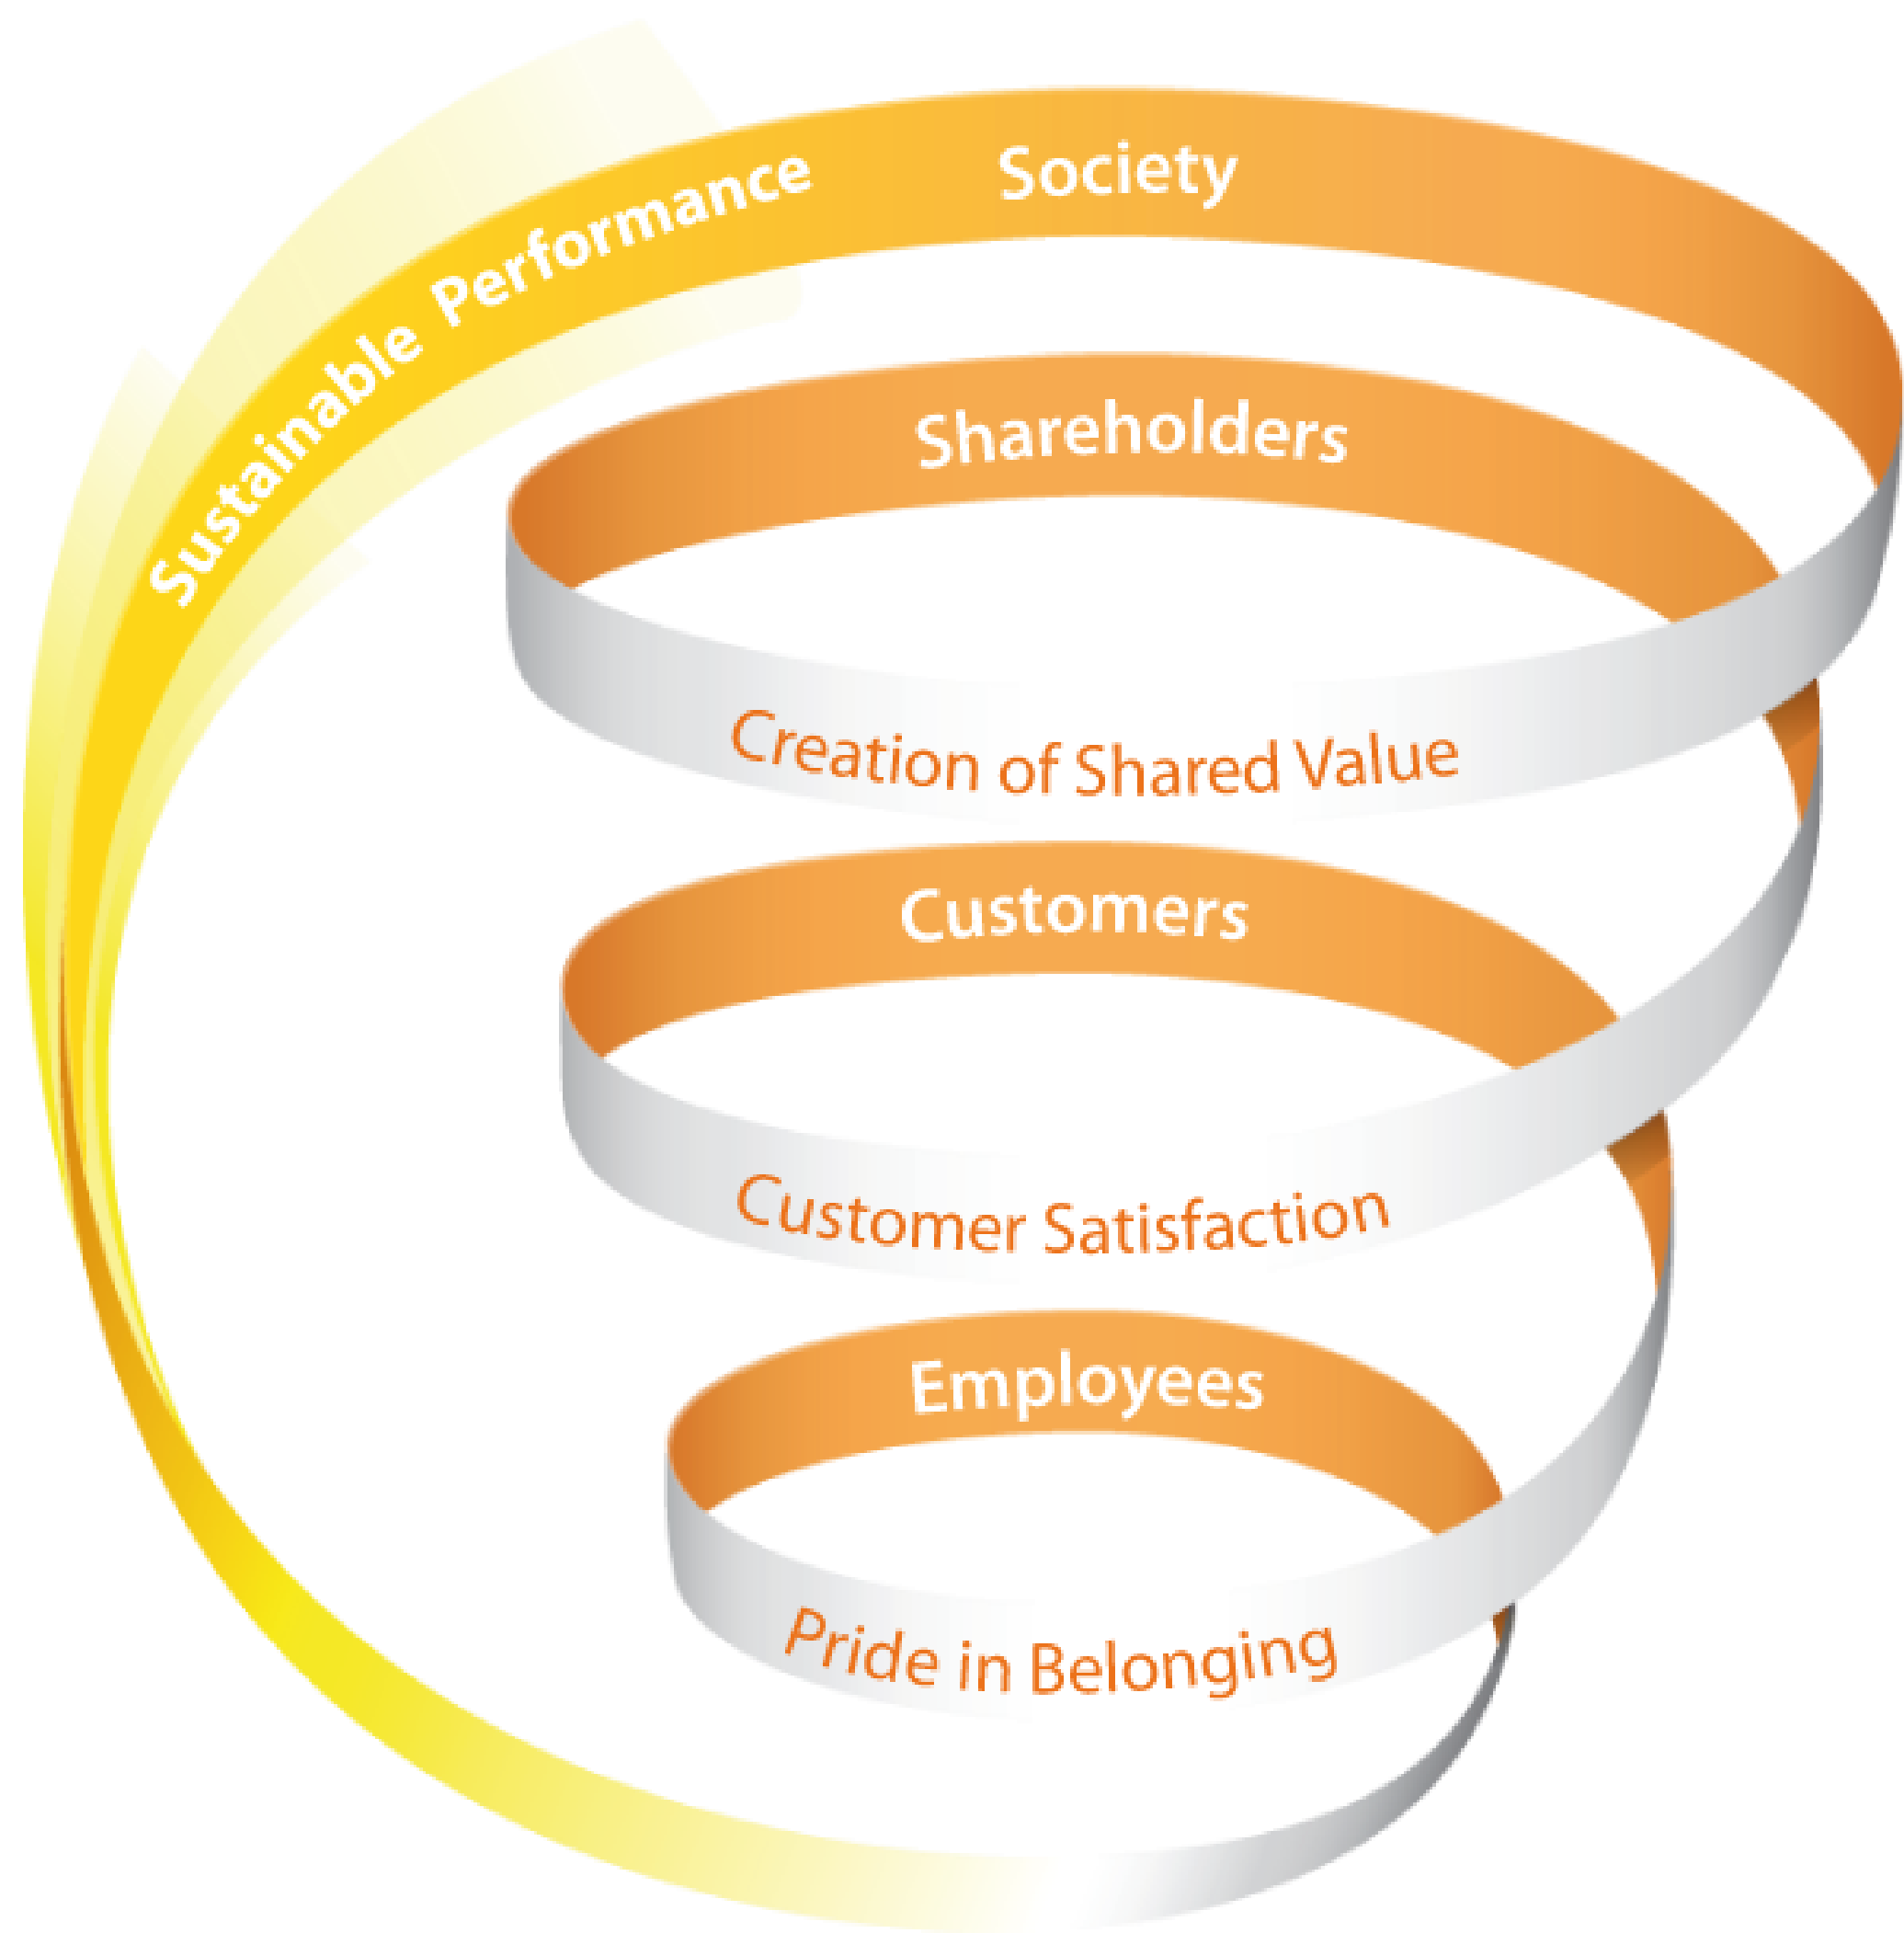 Sustainable Performance
Society
Shareholders
Creation of Shared Value
Customers
Customer Satisfaction
Employees
Pride in Belonging